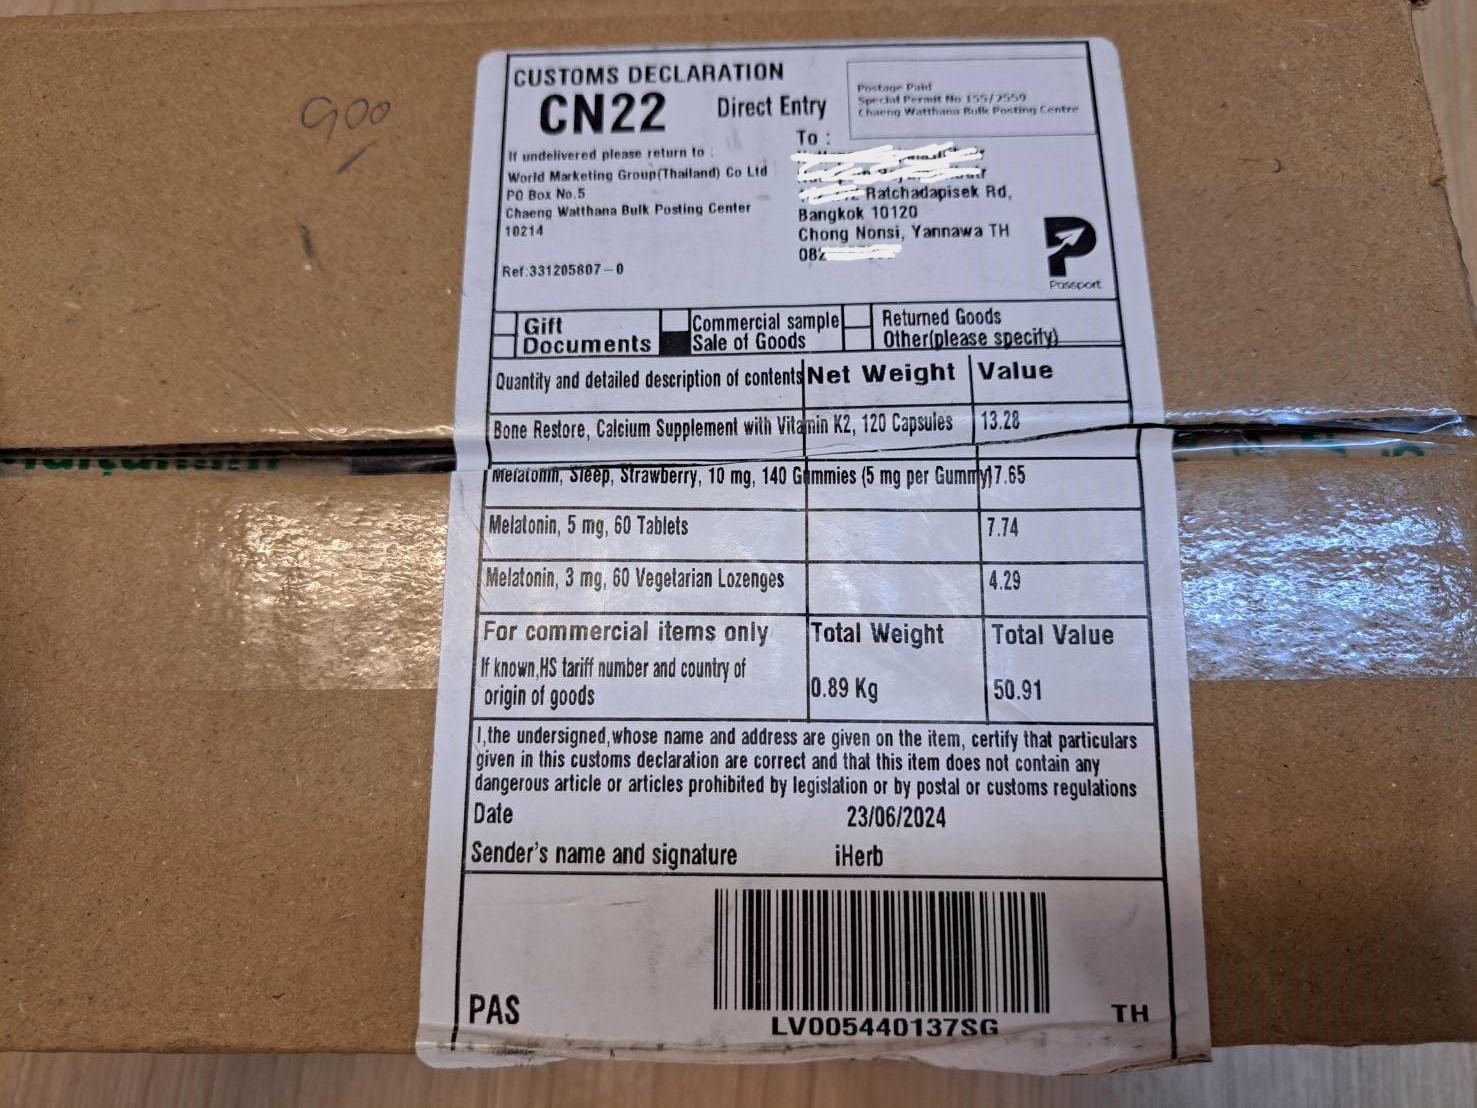 900
CUSTOMS DECLARATION
CN22 Direct Entry
Postage Paid
Special Permit No 155/2559
Chaeng Watthana Bulk Posting Centre
If undelivered please return to :
World Marketing Group(Thailand) Co Ltd
PO Box No.5
Chaeng Watthana Bulk Posting Center
10214
Ref:331205807-0
To :
Ratchadapisek Rd,
Bangkok 10120
Chong Nonsi, Yannawa TH
082
Passport
Gift Commercial sample Returned Goods
Documents Sale of Goods Other(please specify)
Quantity and detailed description of contents Net Weight Value
Bone Restore, Calcium Supplement with Vitamin K2, 120 Capsules 13.28
Melatonin, Sleep, Strawberry, 10 mg, 140 Gummies (5 mg per Gummy) 7.65
Melatonin, 5 mg, 60 Tablets 7.74
Melatonin, 3 mg, 60 Vegetarian Lozenges 4.29
For commercial items only Total Weight Total Value
If known,HS tariff number and country of
origin of goods 0.89 Kg 50.91
I,the undersigned,whose name and address are given on the item, certify that particulars
given in this customs declaration are correct and that this item does not contain any
dangerous article or articles prohibited by legislation or by postal or customs regulations
Date 23/06/2024
Sender's name and signature iHerb
PAS TH
LV005440137SG